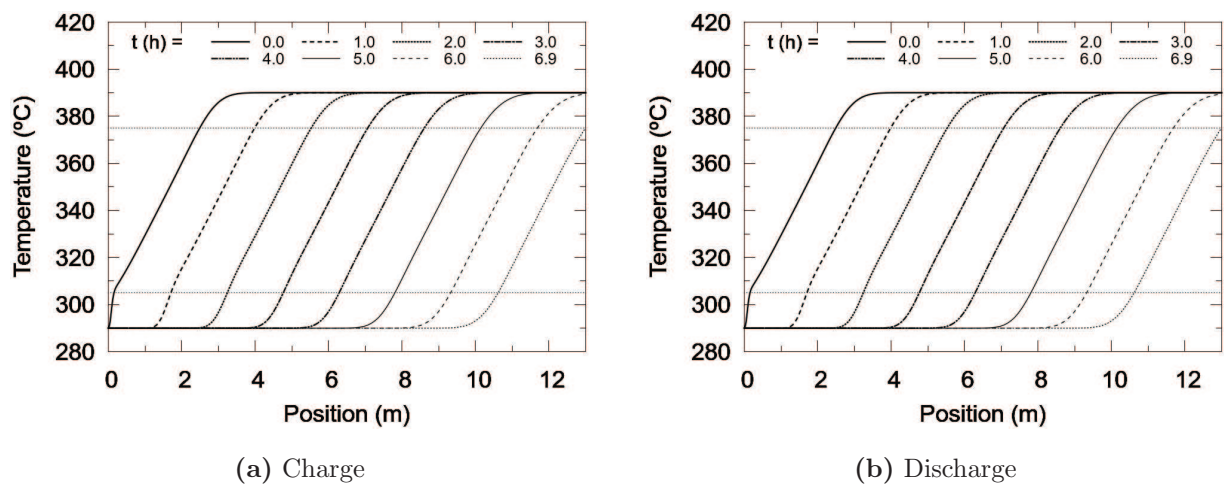 420
400
380
360
340
320
300
280
Temperature (ºC)
t (h) = 0.0 1.0 2.0 3.0
4.0 5.0 6.0 6.9
0 2 4 6 8 10 12
Position (m)
(a) Charge
420
400
380
360
340
320
300
280
Temperature (ºC)
t (h) = 0.0 1.0 2.0 3.0
4.0 5.0 6.0 6.9
0 2 4 6 8 10 12
Position (m)
(b) Discharge